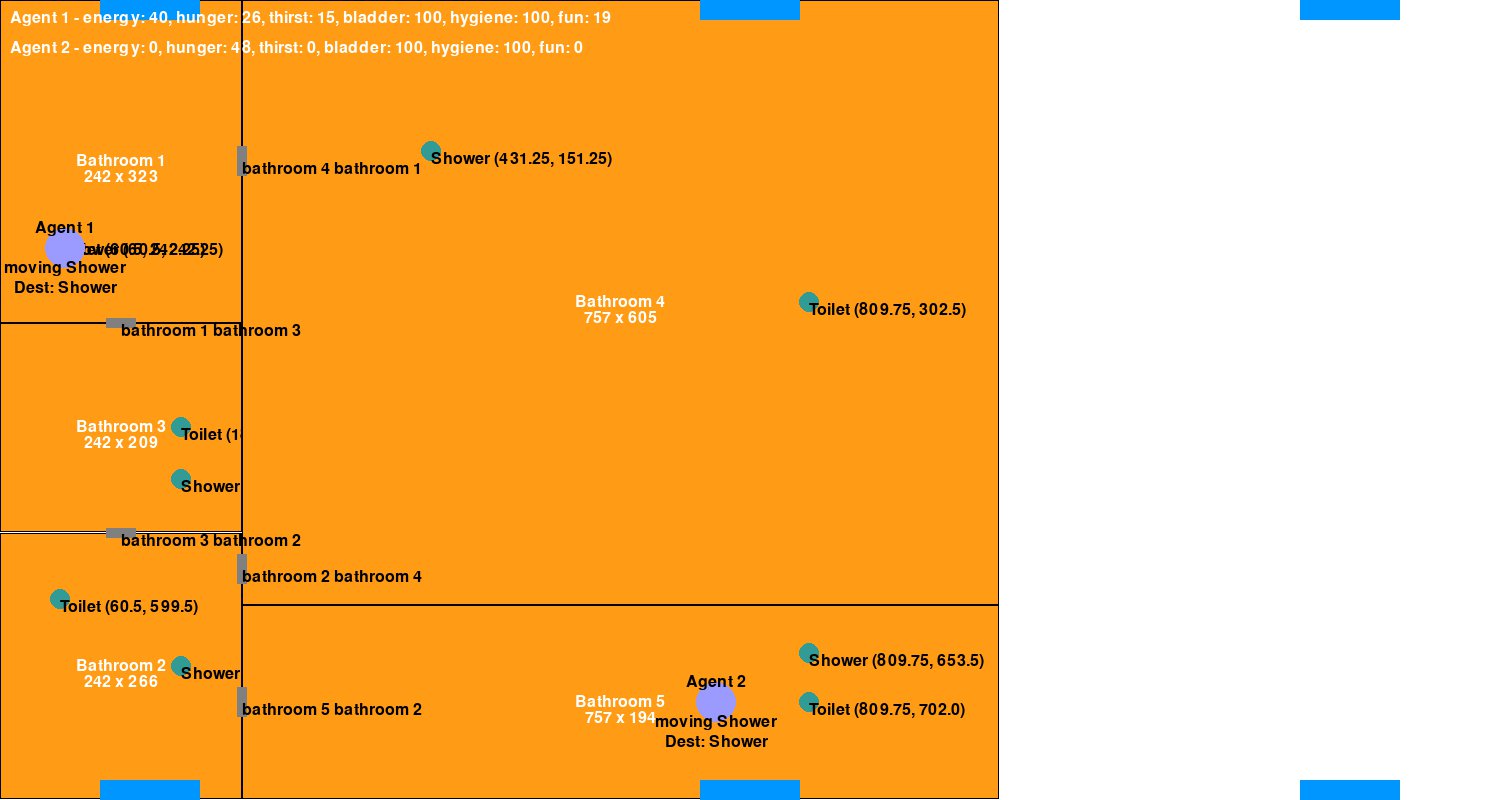 Agent 1 - energy: 40, hunger: 26, thirst: 15, bladder: 100, hygiene: 100, fun: 19
Agent 2 - energy: 0, hunger: 48, thirst: 0, bladder: 100, hygiene: 100, fun: 0
Bathroom 1
242 x 323
bathroom 4 bathroom 1
Shower (431.25, 151.25)
Agent 1
moving Shower
Dest: Shower
Bathroom 4
757 x 605
Toilet (809.75, 302.5)
bathroom 1 bathroom 3
Bathroom 3
242 x 209
Toilet (1
Shower
bathroom 3 bathroom 2
bathroom 2 bathroom 4
Toilet (60.5, 599.5)
Bathroom 2
242 x 266
Shower
bathroom 5 bathroom 2
Bathroom 5
757 x 194
Agent 2
moving Shower
Dest: Shower
Shower (809.75, 653.5)
Toilet (809.75, 702.0)